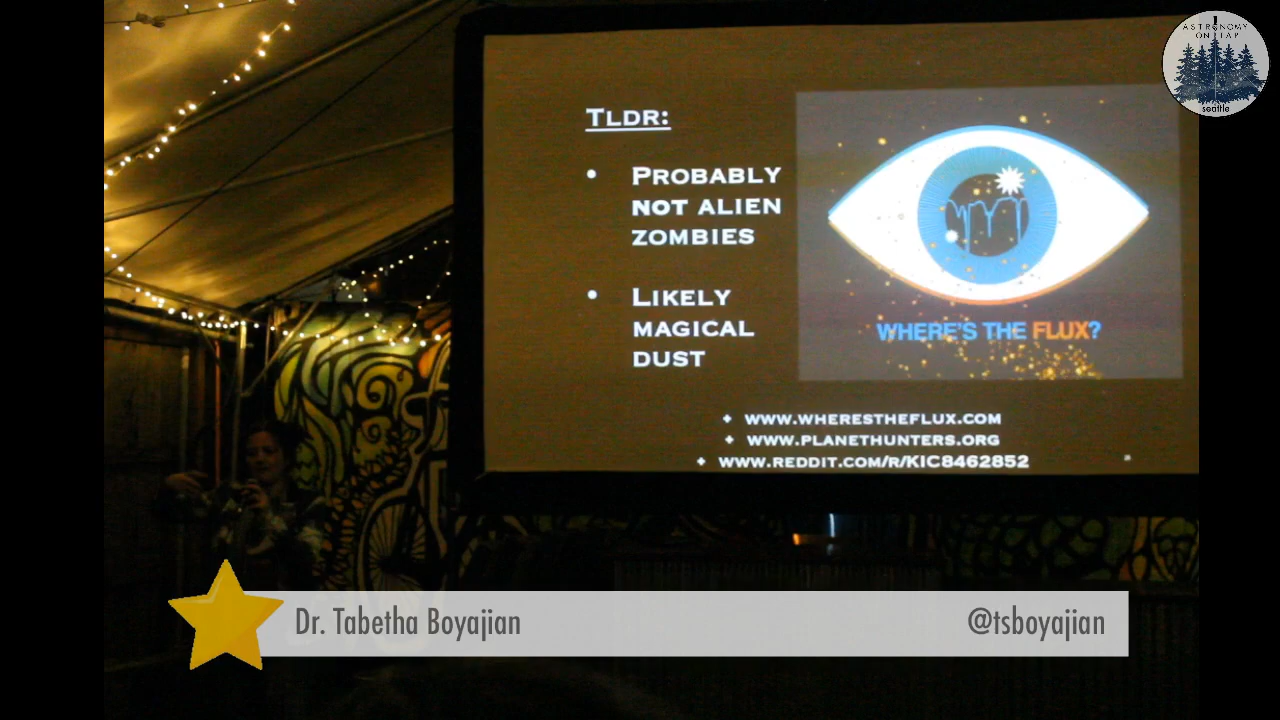 ASTRONOMY
ON TAP
seattle
TLDR:
• PROBABLY
NOT ALIEN
ZOMBIES
• LIKELY
MAGICAL
DUST
WHERE'S THE FLUX?
WWW.WHERESTHEFLUX.COM
WWW.PLANETHUNTERS.ORG
WWW.REDDIT.COM/R/KIC8462852
Dr. Tabetha Boyajian
@tsboyajian